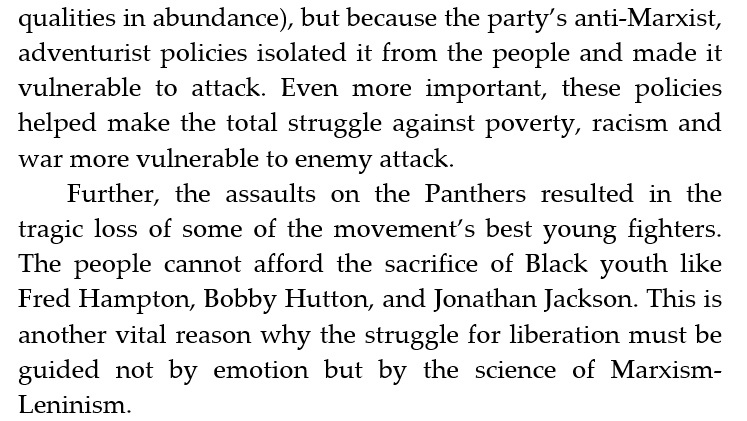 qualities in abundance), but because the party’s anti-Marxist,
adventurist policies isolated it from the people and made it
vulnerable to attack. Even more important, these policies
helped make the total struggle against poverty, racism and
war more vulnerable to enemy attack.
Further, the assaults on the Panthers resulted in the
tragic loss of some of the movement’s best young fighters.
The people cannot afford the sacrifice of Black youth like
Fred Hampton, Bobby Hutton, and Jonathan Jackson. This is
another vital reason why the struggle for liberation must be
guided not by emotion but by the science of Marxism-
Leninism.